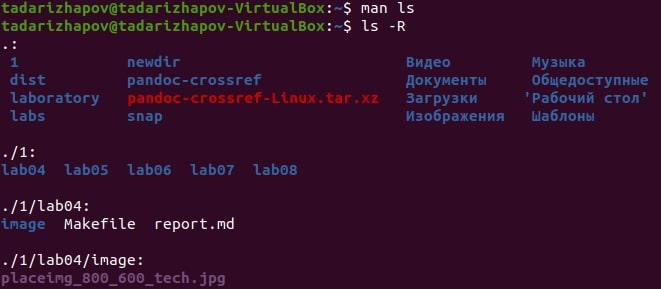 tadarizhapov@tadarizhapov-VirtualBox:~$ man ls
tadarizhapov@tadarizhapov-VirtualBox:~$ ls -R
.:
1 newdir Видео Музыка
dist pandoc-crossref Документы Общедоступные
laboratory pandoc-crossref-Linux.tar.xz Загрузки 'Рабочий стол'
labs snap Изображения Шаблоны
./1:
lab04 lab05 lab06 lab07 lab08
./1/lab04:
image Makefile report.md
./1/lab04/image:
placeimg_800_600_tech.jpg